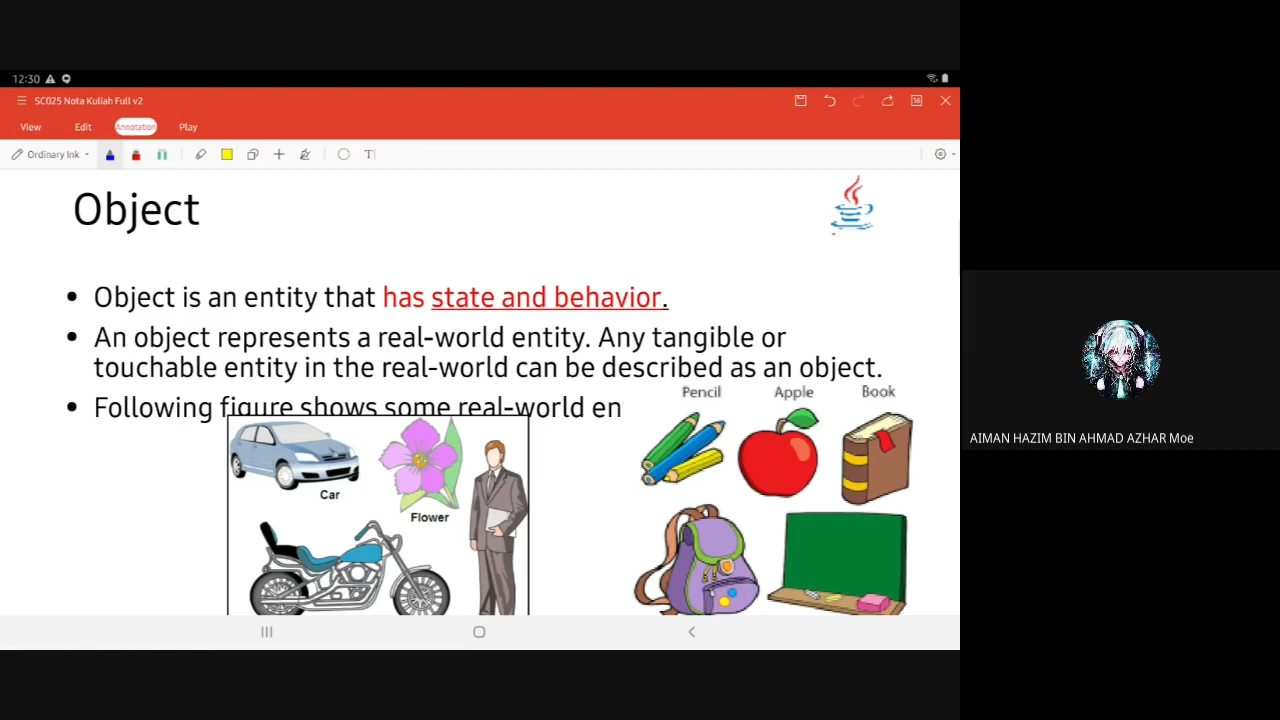 12:30
SC025 Nota Kuliah Full v2
View Edit Annotation Play
Ordinary Ink
Object
• Object is an entity that has state and behavior.
• An object represents a real-world entity. Any tangible or
touchable entity in the real-world can be described as an object.
• Following figure shows some real-world en
Pencil Apple Book
Car
Flower
AIMAN HAZIM BIN AHMAD AZHAR Moe